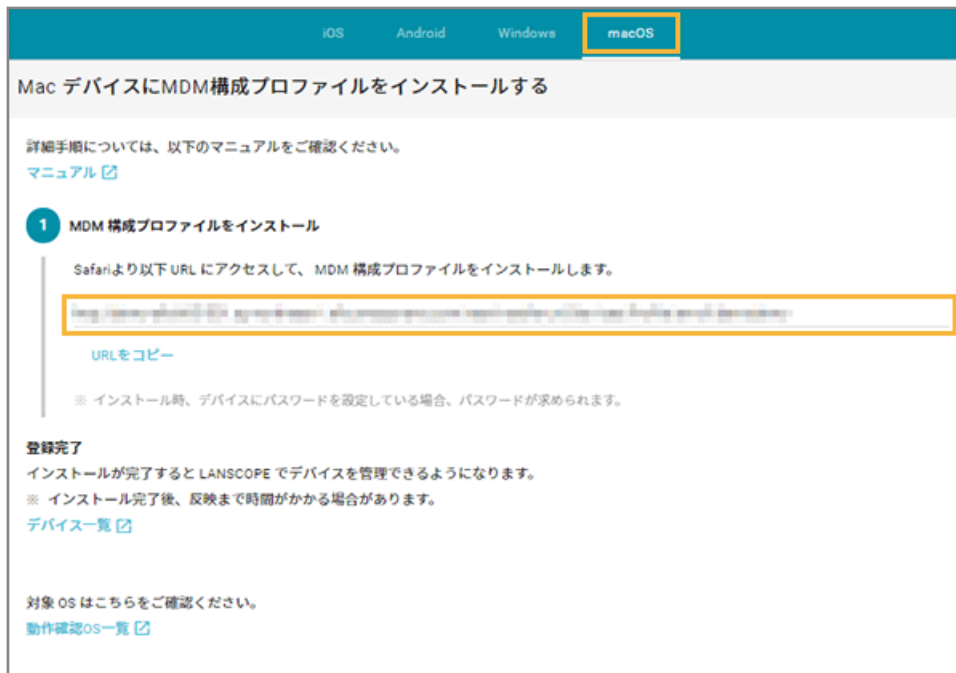 iOS Android Windows macOS
Mac デバイスにMDM構成プロファイルをインストールする
詳細手順については、以下のマニュアルをご確認ください。
マニュアル
1 MDM 構成プロファイルをインストール
Safariより以下 URL にアクセスして、 MDM 構成プロファイルをインストールします。
URLをコピー
※ インストール時、デバイスにパスワードを設定している場合、パスワードが求められます。
登録完了
インストールが完了すると LANSCOPE でデバイスを管理できるようになります。
※ インストール完了後、反映まで時間がかかる場合があります。
デバイス一覧
対象 OS はこちらをご確認ください。
動作確認OS一覧